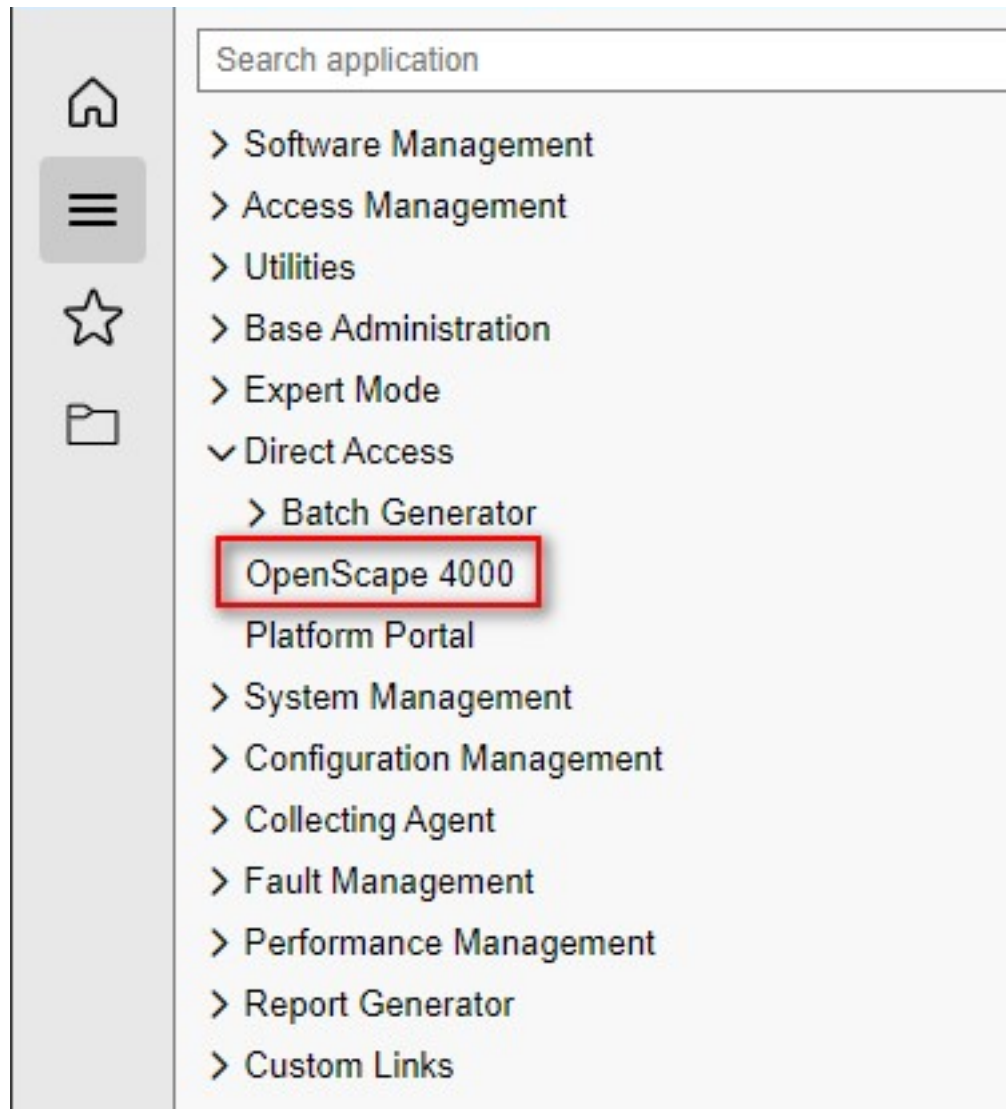 Search application
Software Management
Access Management
Utilities
Base Administration
Expert Mode
Direct Access
Batch Generator
OpenScape 4000
Platform Portal
System Management
Configuration Management
Collecting Agent
Fault Management
Performance Management
Report Generator
Custom Links